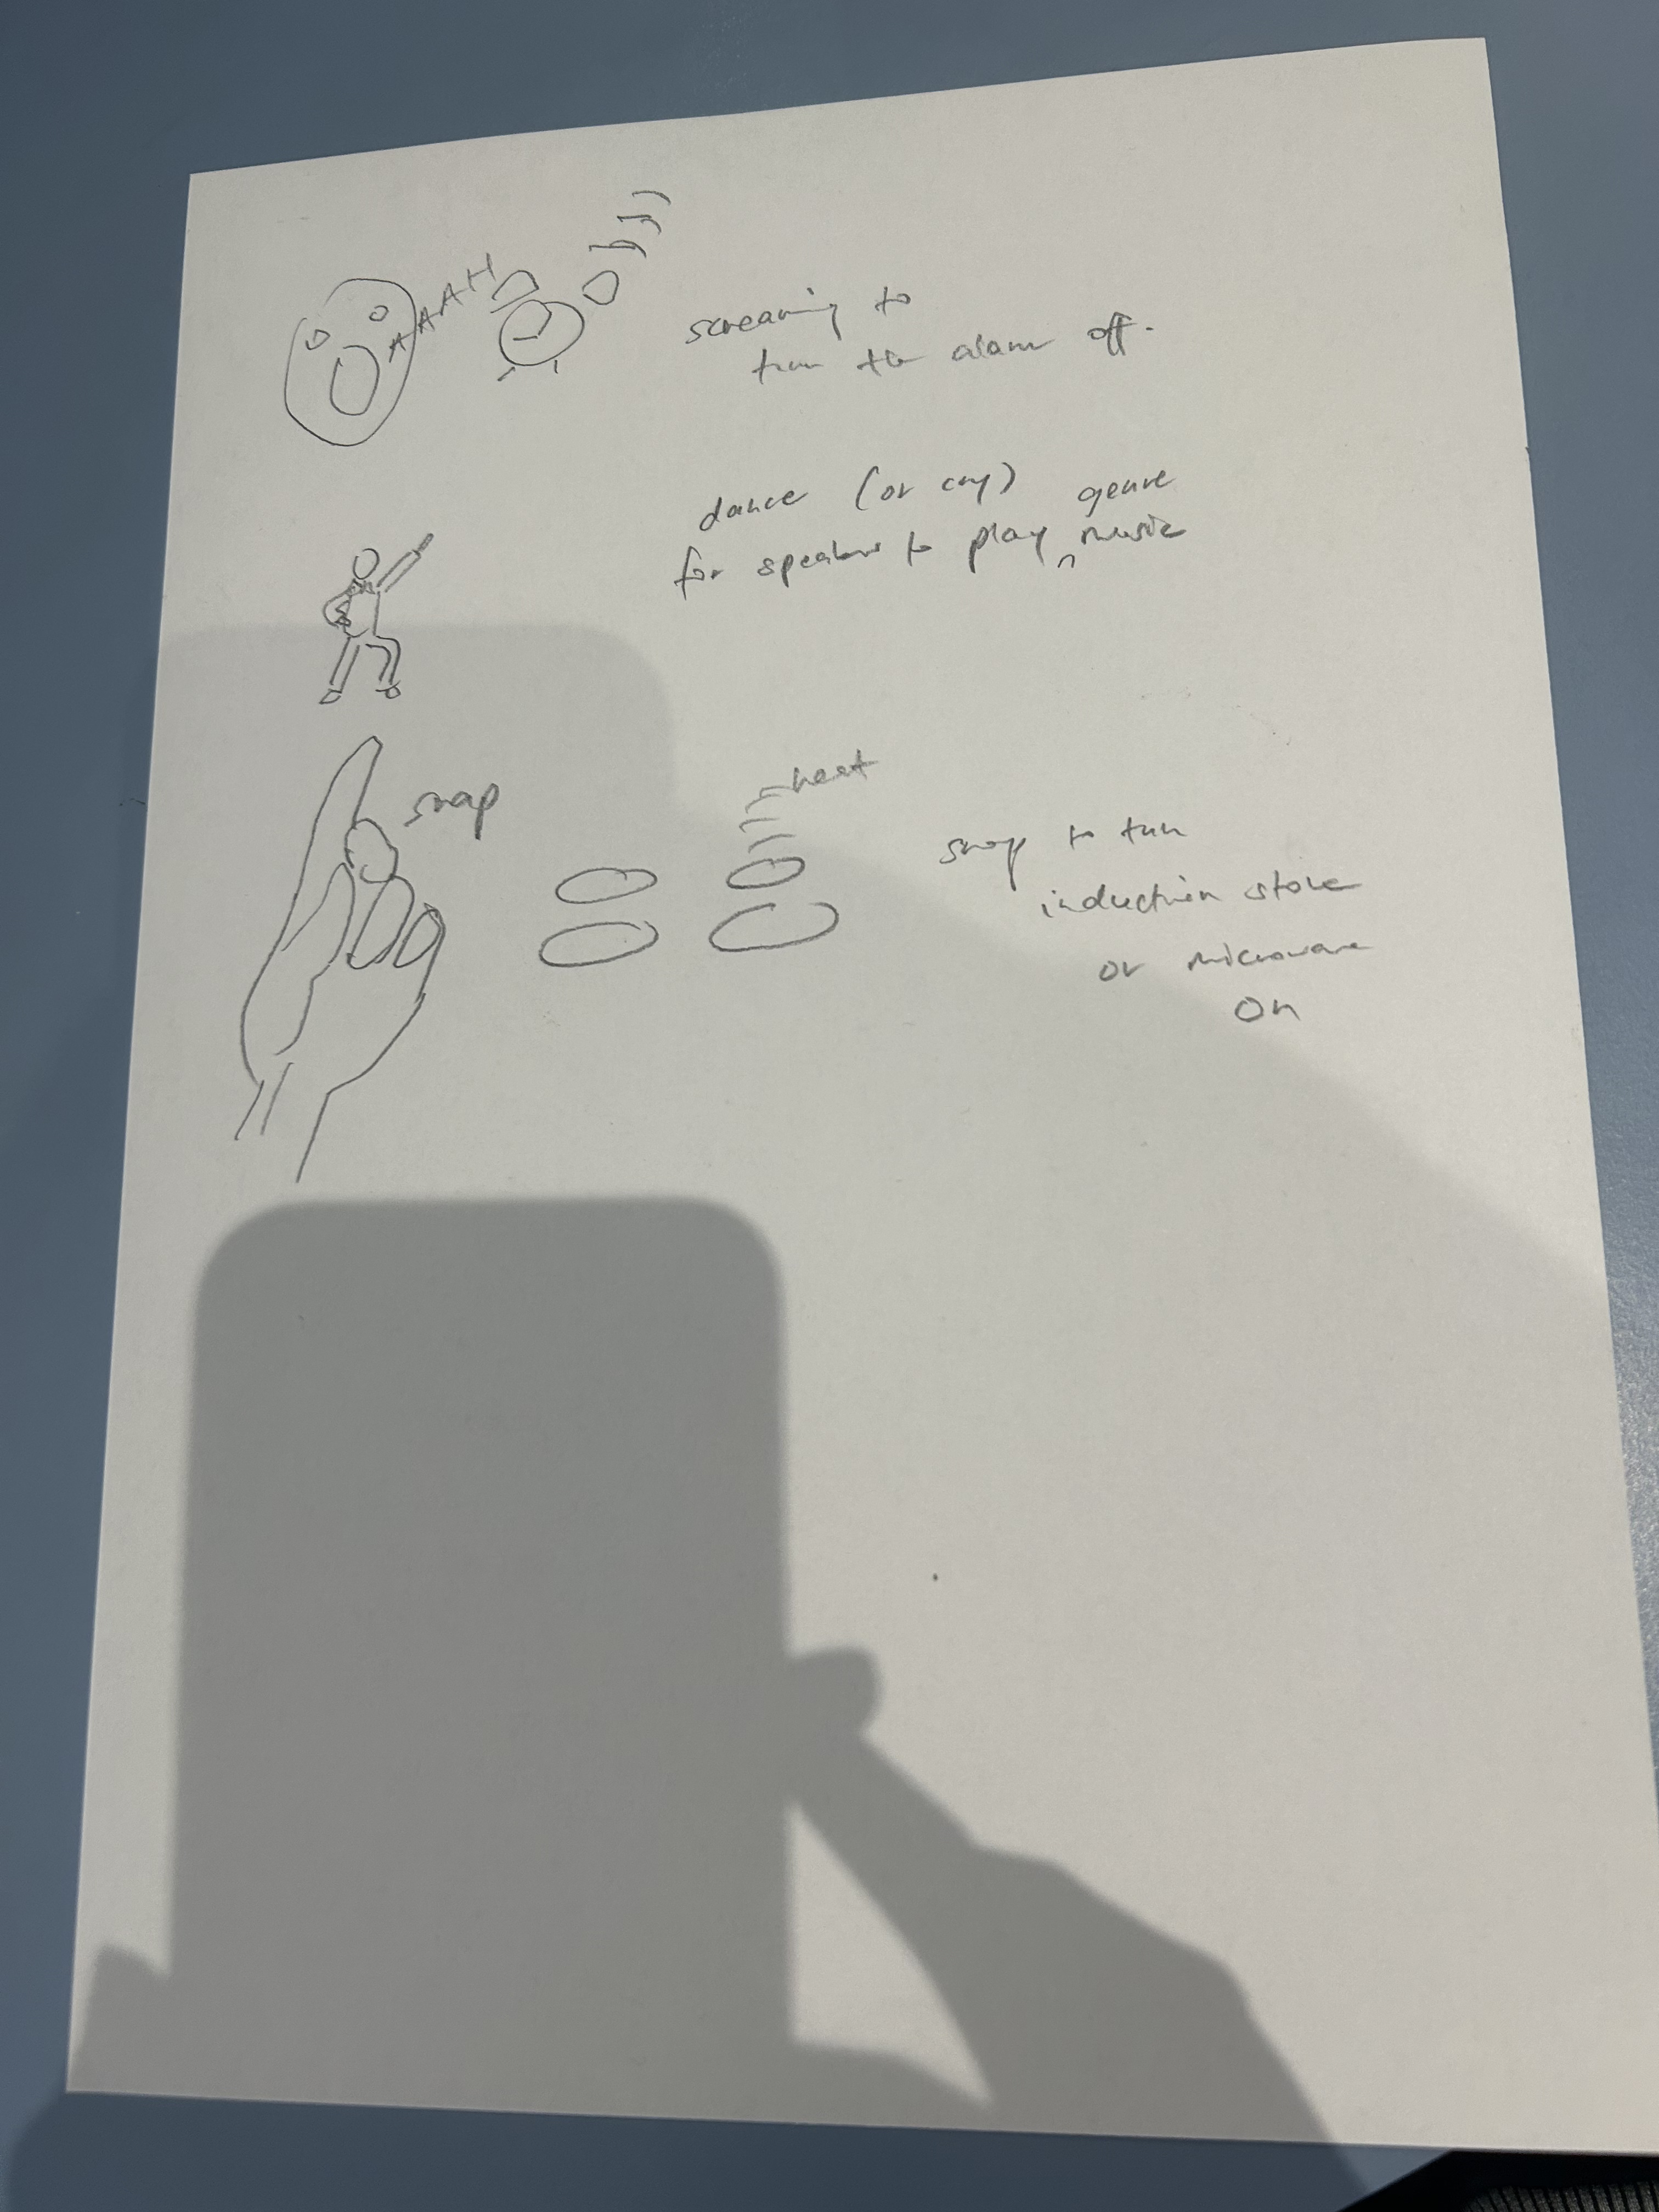 AAAAH
screaming to
turn the alarm off.
dance (or cry) genre
for speaker to play music
snap
heat
snap to turn
induction stove
or microwave
on